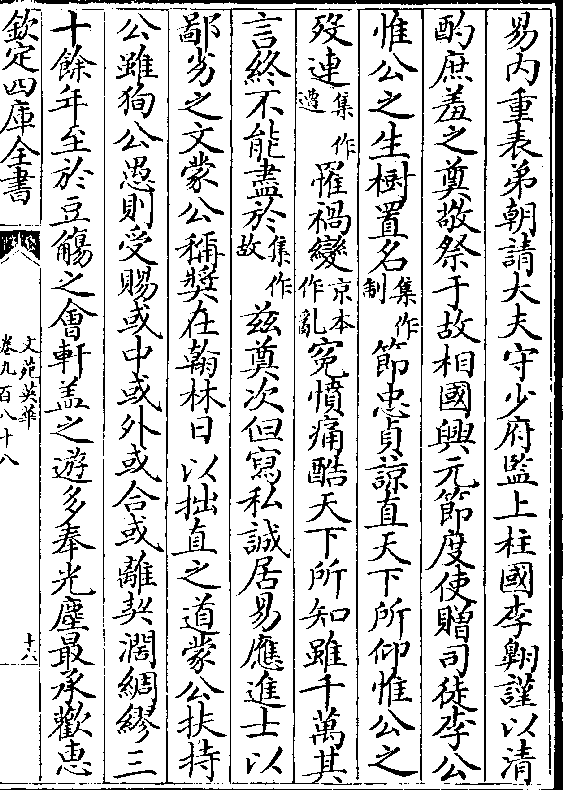 易内重表弟朝請大夫守少府監上柱國李翺謹以清
酌庶羞之奠敬祭于故相國興元節度使贈司徒李公
惟公之生樹置名集作制節忠貞諒直天下所仰惟公之
歿連集作遭罹禍變京本作亂寃憤痛酷天下所知雖千萬其
言終不能盡於集作故兹奠次但寫私誠居易應進士以
鄙劣之文蒙公稱奬在翰林日以拙直之道蒙公扶持
公雖狥公愚則受賜或中或外或合或離契濶綢繆三
十餘年至於豆觴之會軒盖之遊多奉光塵最承歡惠
欽定四庫全書
文苑英華
卷九百八十八
十六